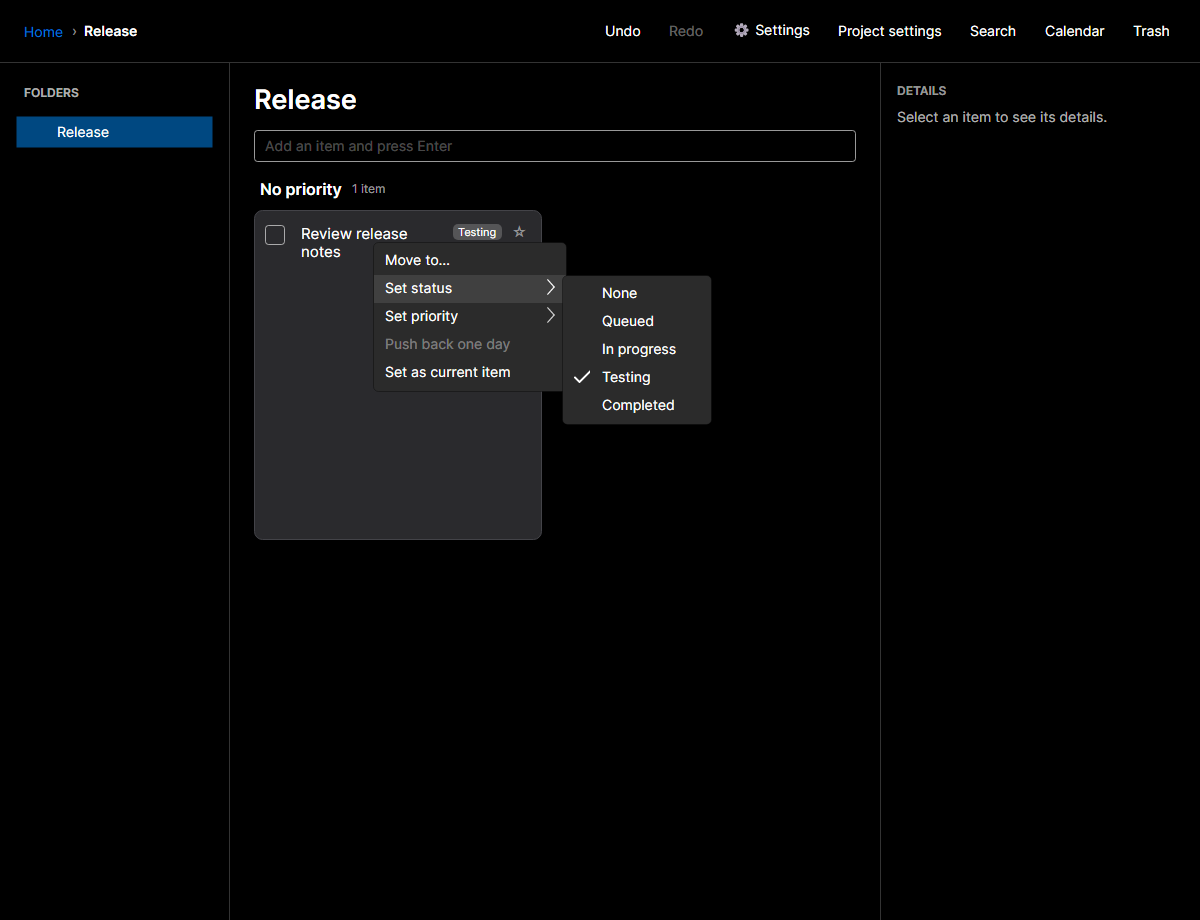 Home › Release
Undo
Redo
Settings
Project settings
Search
Calendar
Trash
FOLDERS
Release
Release
Add an item and press Enter
No priority 1 item
Review release
notes
Testing
Move to...
Set status
Set priority
Push back one day
Set as current item
None
Queued
In progress
Testing
Completed
DETAILS
Select an item to see its details.